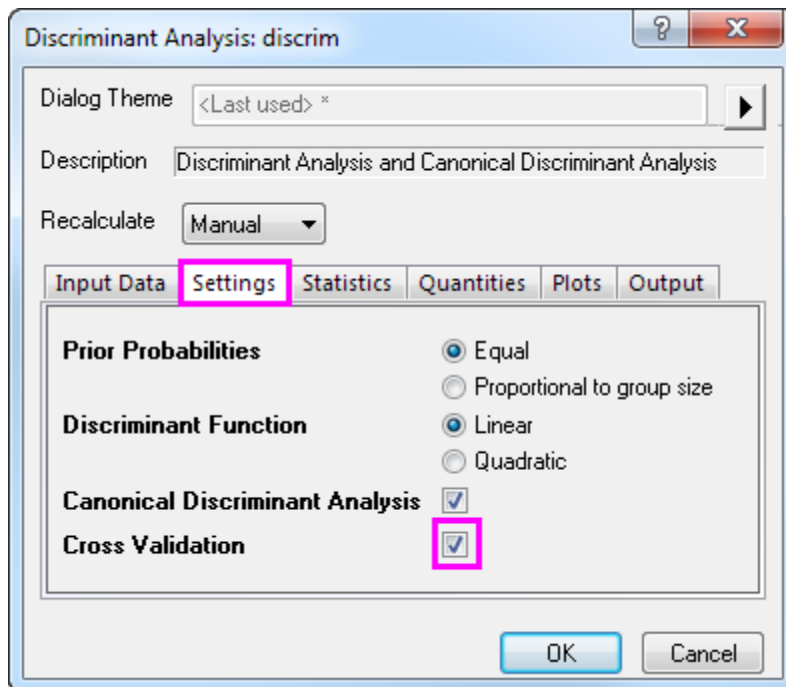 Discriminant Analysis: discrim
Dialog Theme <Last used> *
Description Discriminant Analysis and Canonical Discriminant Analysis
Recalculate Manual
Input Data Settings Statistics Quantities Plots Output
Prior Probabilities Equal
Proportional to group size
Discriminant Function Linear
Quadratic
Canonical Discriminant Analysis
Cross Validation
OK Cancel